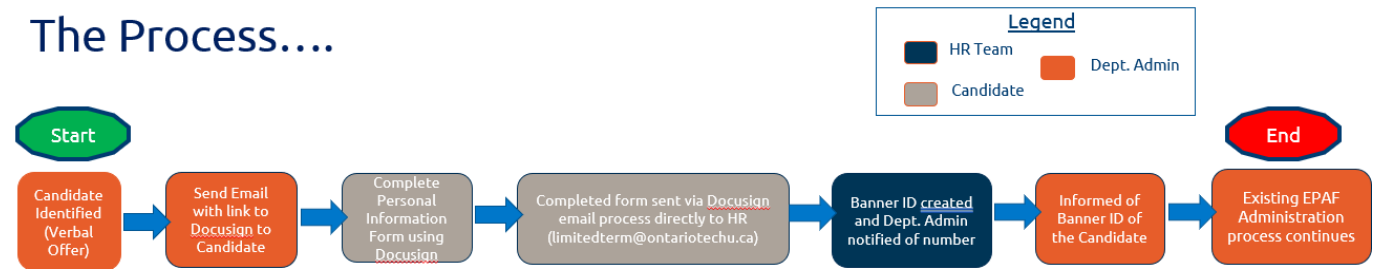 The Process....
Legend
HR Team
Dept. Admin
Candidate
Start
End
Candidate
Identified
(Verbal
Offer)
Send Email
with link to
Docusign to
Candidate
Complete
Personal
Information
Form using
Docusign
Completed form sent via Docusign
email process directly to HR
(limitedterm@ontariotechu.ca)
Banner ID created
and Dept. Admin
notified of number
Informed of
Banner ID of
the Candidate
Existing EPAF
Administration
process continues